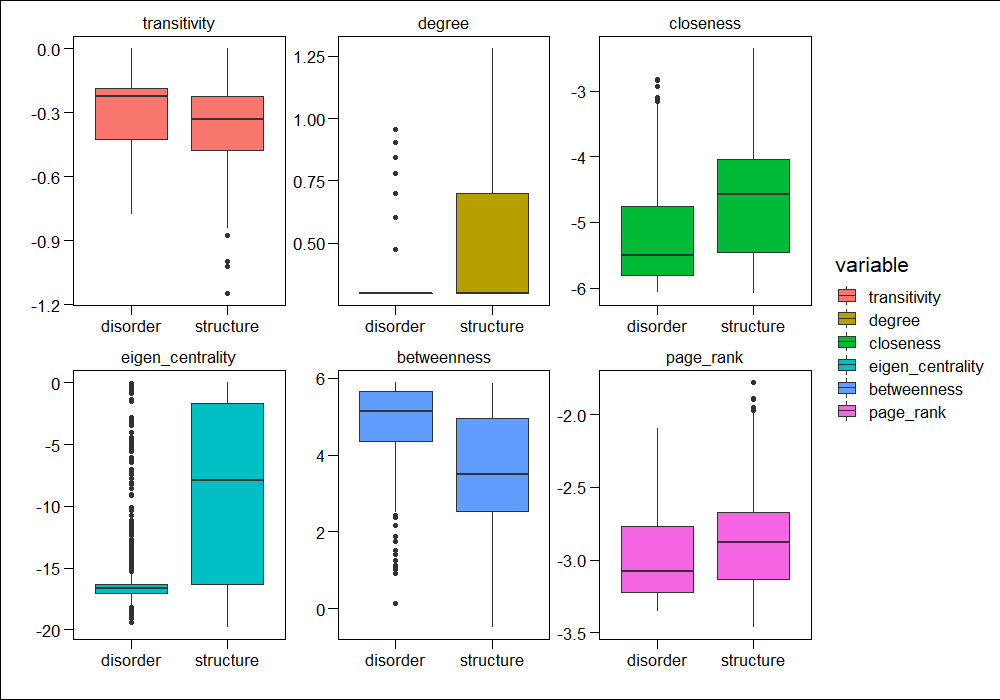 transitivity
0.0
-0.3
-0.6
-0.9
-1.2
disorder structure
degree
1.25
1.00
0.75
0.50
disorder structure
closeness
-3
-4
-5
-6
disorder structure
eigen_centrality
0
-5
-10
-15
-20
disorder structure
betweenness
6
4
2
0
disorder structure
page_rank
-2.0
-2.5
-3.0
-3.5
disorder structure
variable
transitivity
degree
closeness
eigen_centrality
betweenness
page_rank